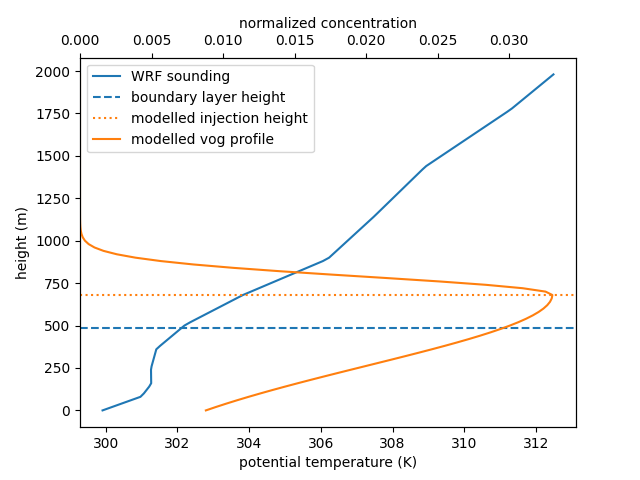 normalized concentration
0.000 0.005 0.010 0.015 0.020 0.025 0.030
2000
1750
1500
1250
1000
750
500
250
0
height (m)
WRF sounding
boundary layer height
modelled injection height
modelled vog profile
300 302 304 306 308 310 312
potential temperature (K)